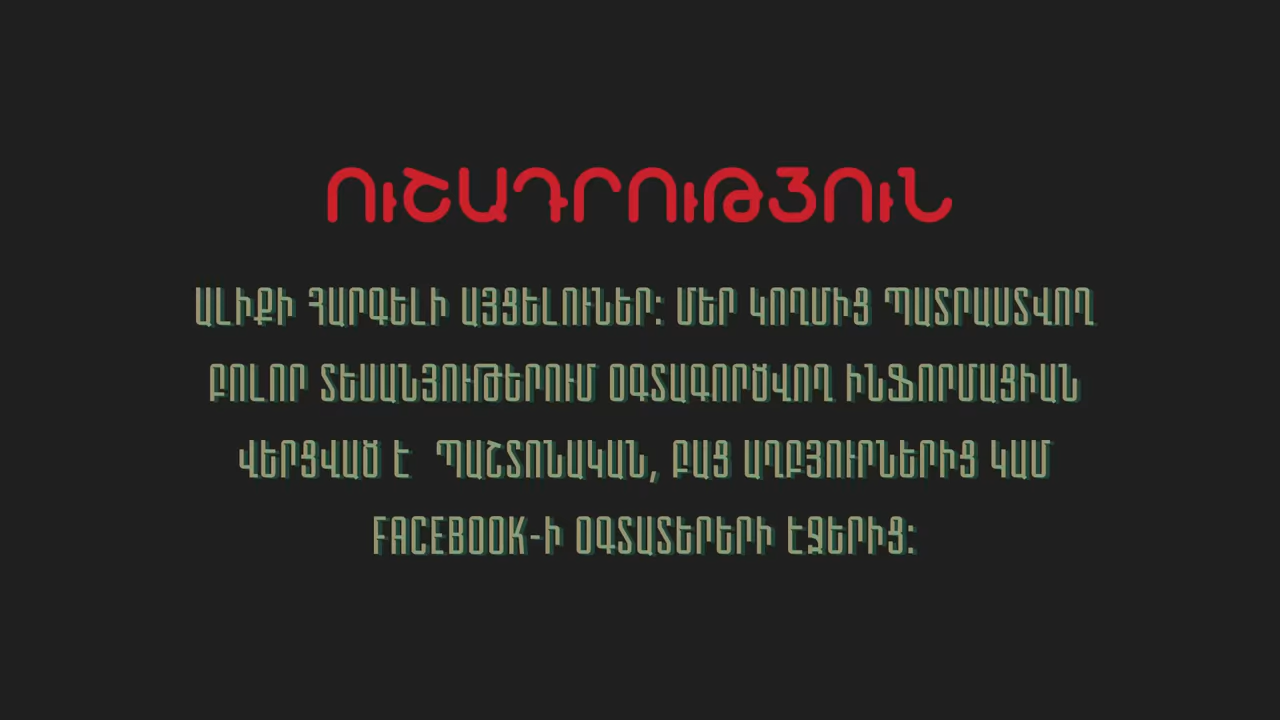 ՈՒՇԱԴՐՈՒԹՅՈՒՆ
ԱԼԻՔԻ ՀԱՐԳԵԼԻ ԱՅՑԵԼՈՒՆԵՐ: ՄԵՐ ԿՈՂՄԻՑ ՊԱՏՐԱՍՏՎՈՂ
ԲՈԼՈՐ ՏԵՍԱՆՅՈՒԹԵՐՈՒՄ ՕԳՏԱԳՈՐԾՎՈՂ ԻՆՖՈՐՄԱՑԻԱՆ
ՎԵՐՑՎԱԾ Է ՊԱՇՏՈՆԱԿԱՆ, ԲԱՑ ԱՂԲՅՈՒՐՆԵՐԻՑ ԿԱՄ
FACEBOOK-Ի ՕԳՏԱՏԵՐԵՐԻ ԷՋԵՐԻՑ: